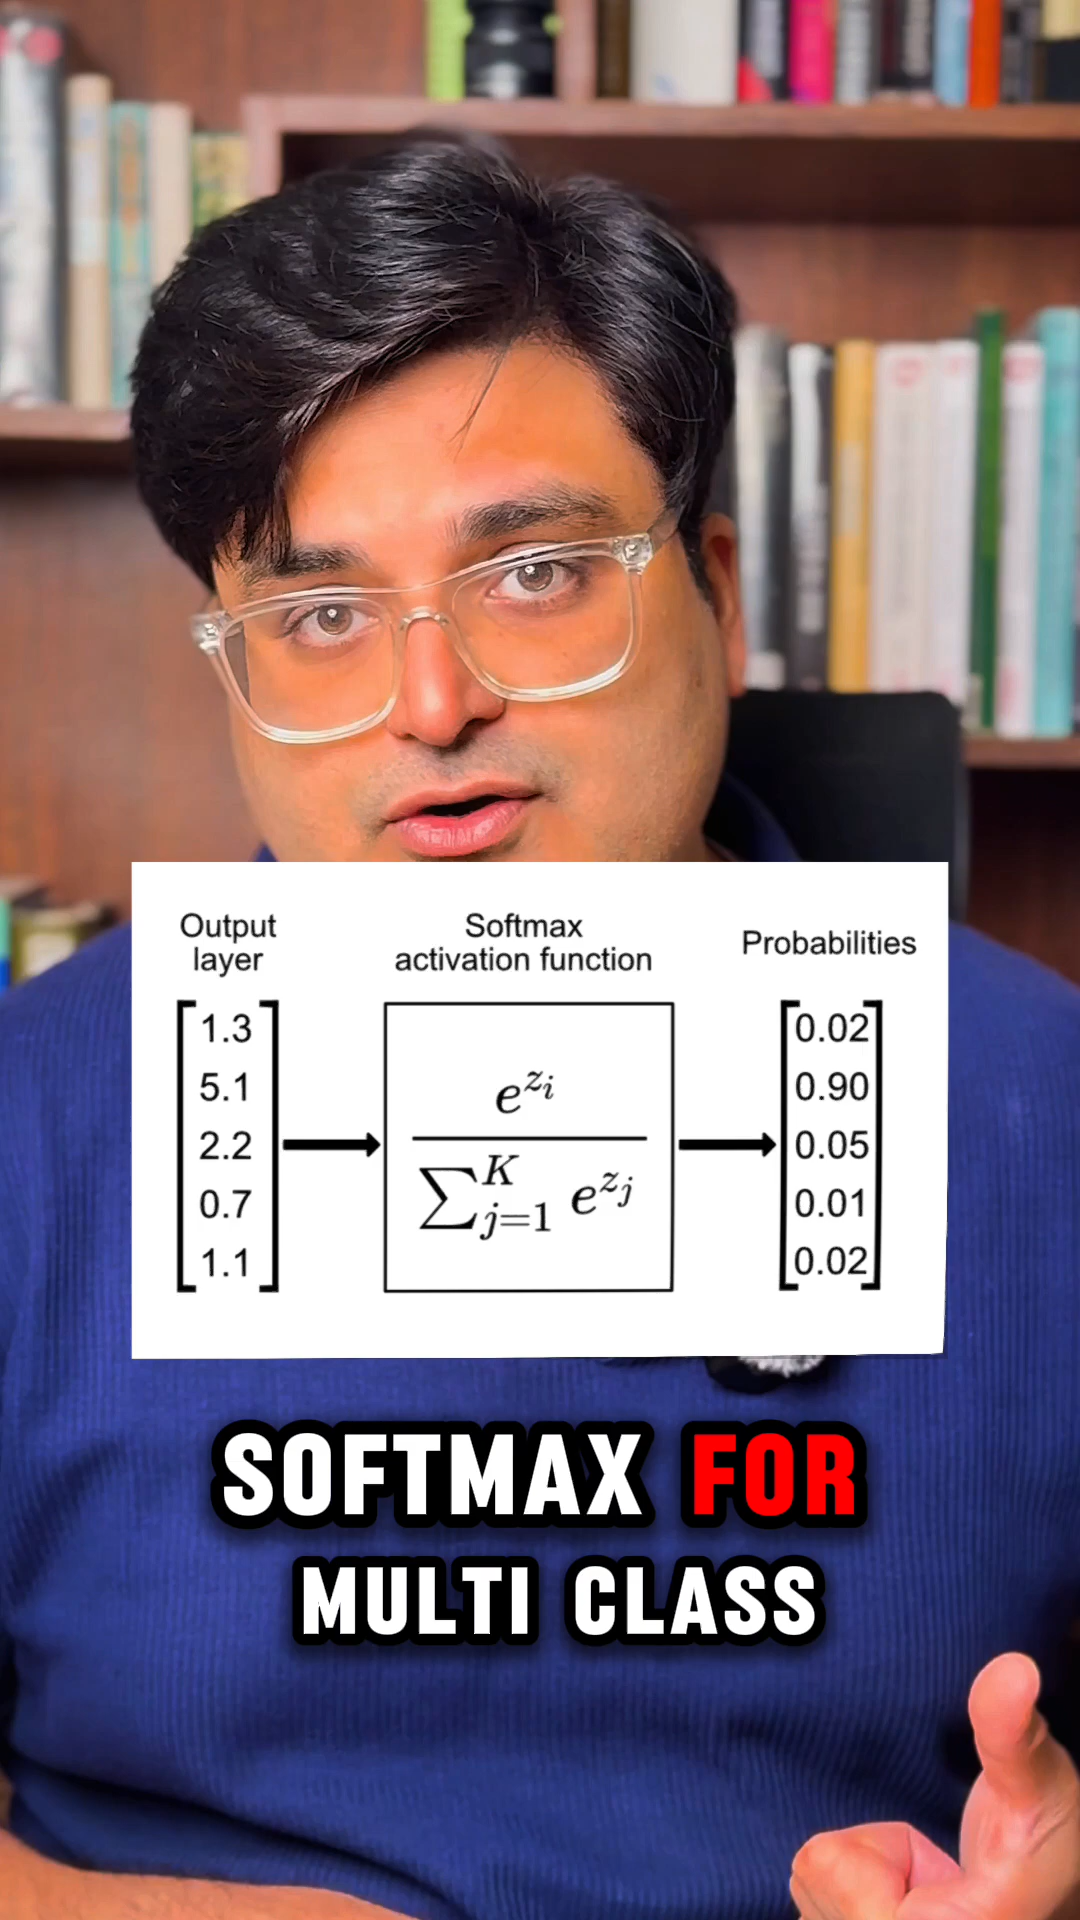 Output
layer
Softmax
activation function
Probabilities
1.3
5.1
2.2
0.7
1.1
e^{z_i}
∑_{j=1}^{K} e^{z_j}
0.02
0.90
0.05
0.01
0.02
SOFTMAX FOR
MULTI CLASS